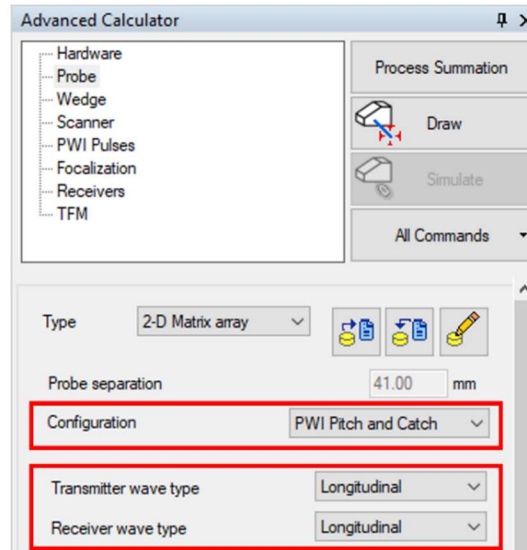 Advanced Calculator
Hardware
Probe
Wedge
Scanner
PWI Pulses
Focalization
Receivers
TFM
Process Summation
Draw
Simulate
All Commands
Type 2-D Matrix array
Probe separation 41.00 mm
Configuration PWI Pitch and Catch
Transmitter wave type Longitudinal
Receiver wave type Longitudinal